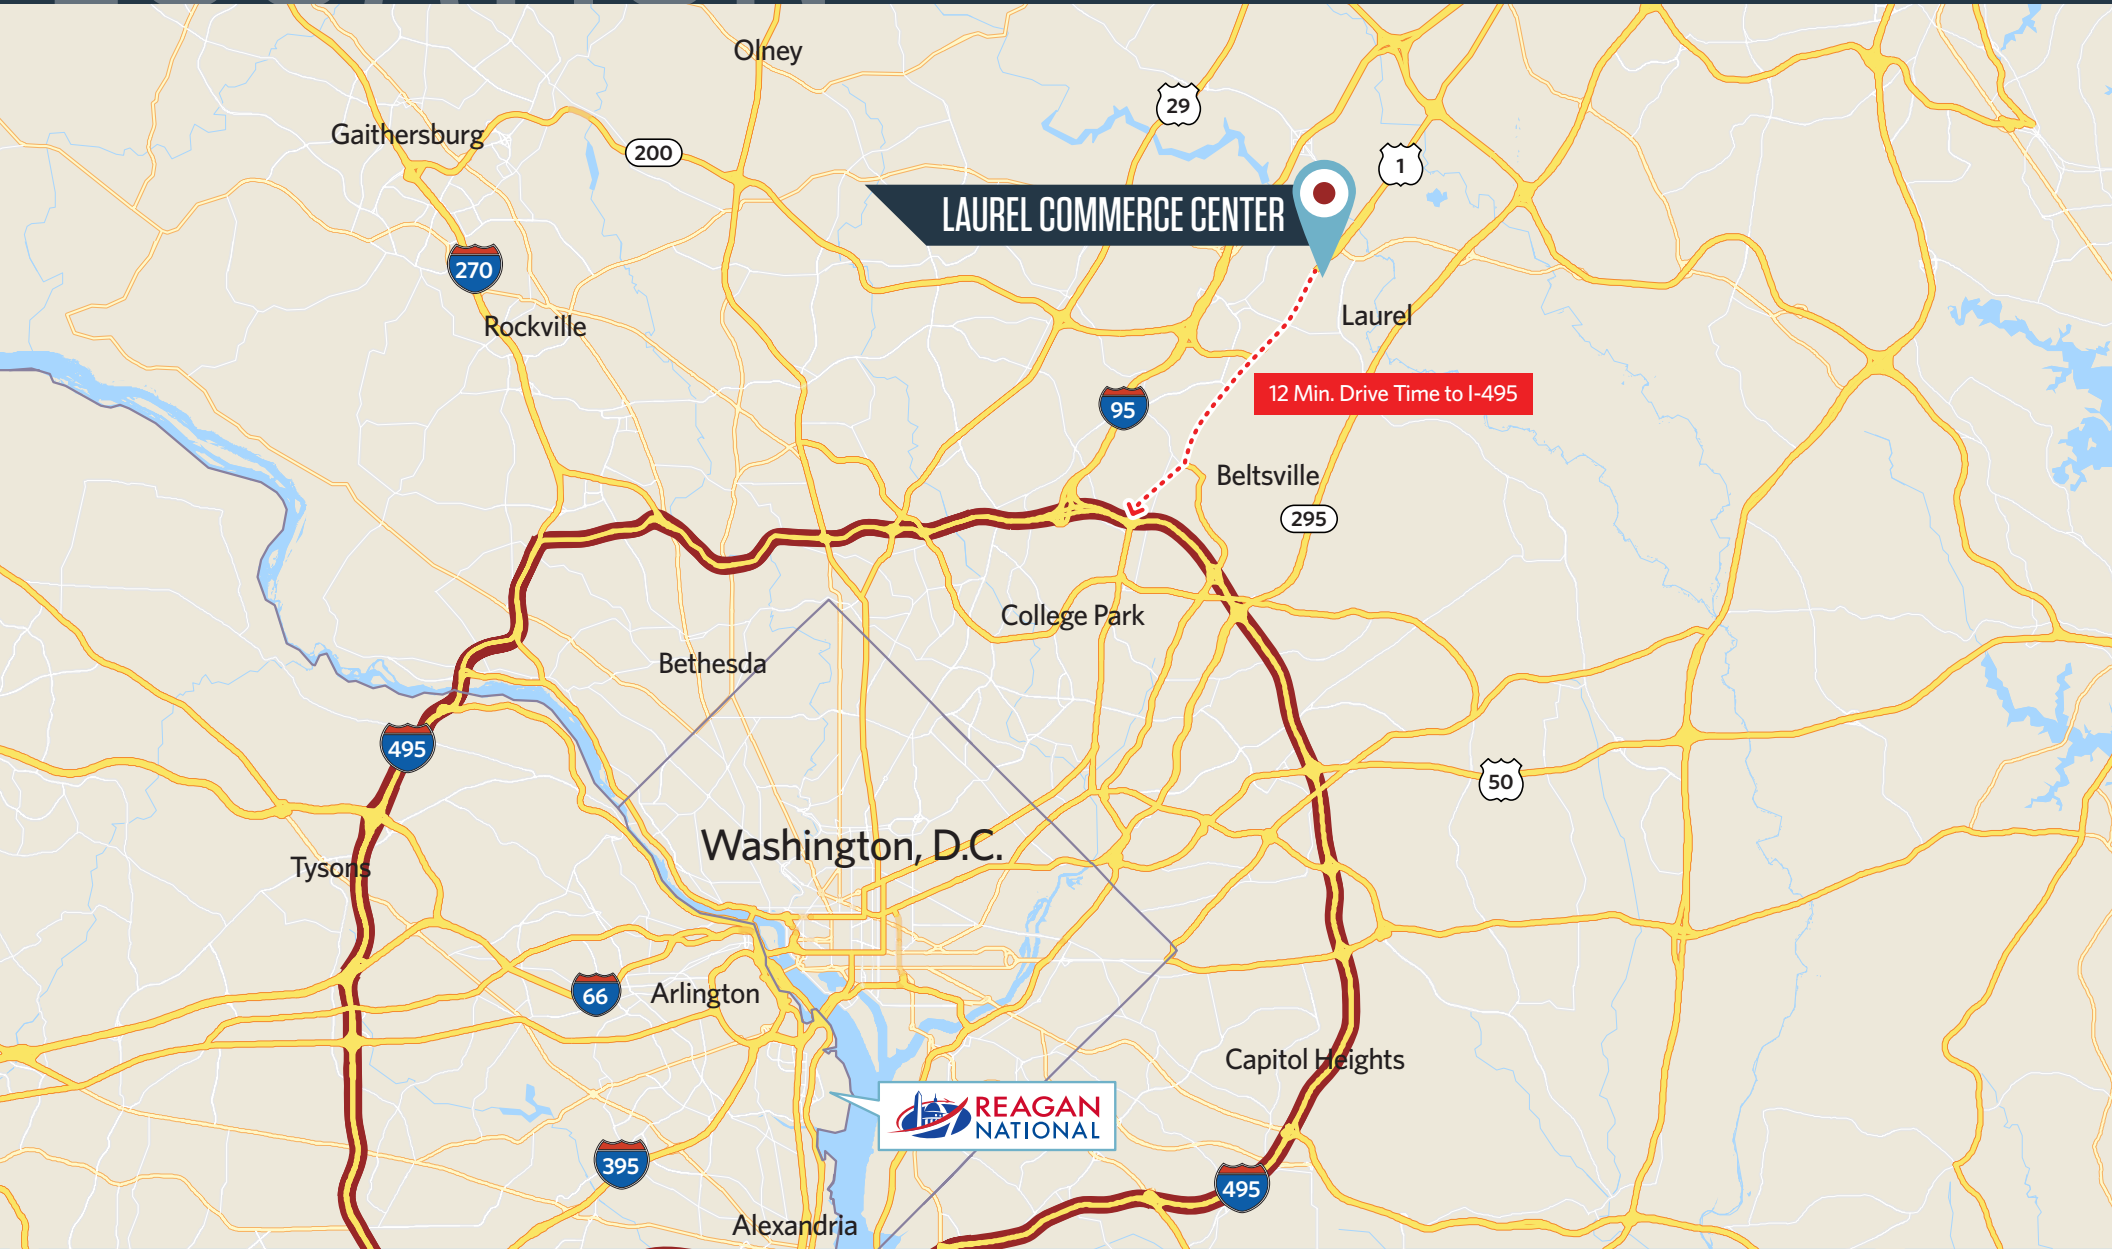 Olney
29
Gaithersburg
200
1
LAUREL COMMERCE CENTER
270
Laurel
Rockville
12 Min. Drive Time to I-495
95
Beltsville
295
College Park
Bethesda
495
50
Washington, D.C.
Tysons
66
Arlington
Capitol Heights
REAGAN
NATIONAL
395
495
Alexandria